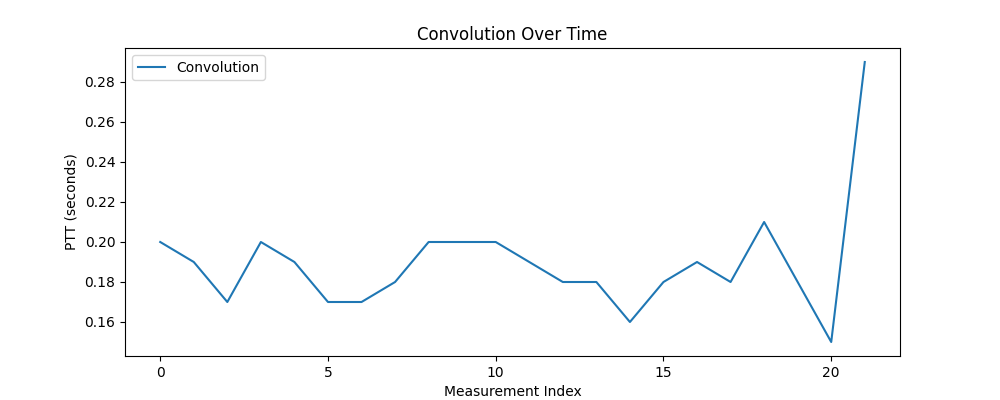 Convolution Over Time
Convolution
PTT (seconds)
0.28
0.26
0.24
0.22
0.20
0.18
0.16
0 5 10 15 20
Measurement Index